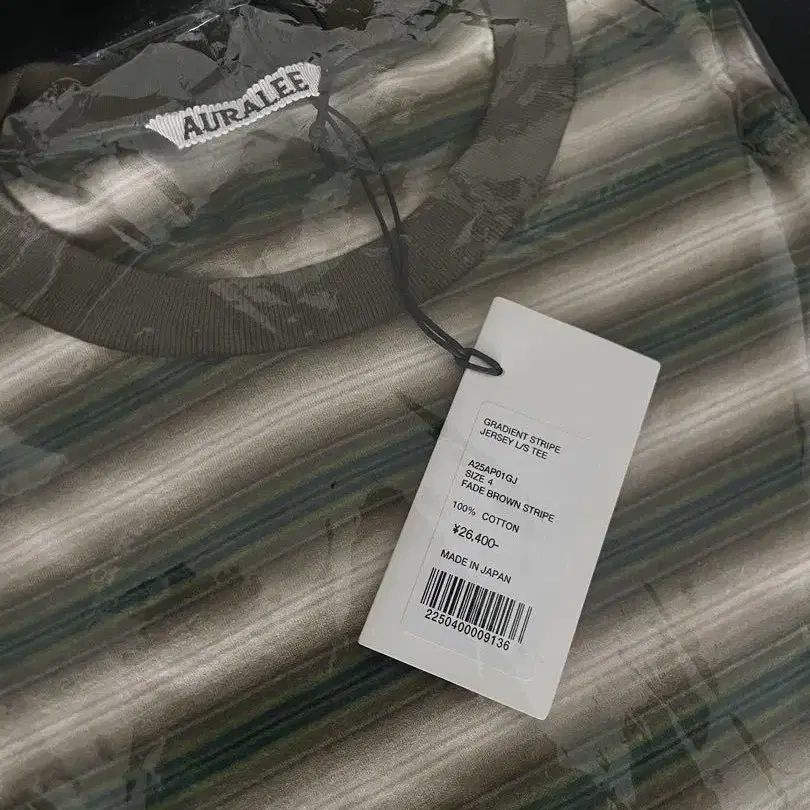 AURALEE
GRADIENT STRIPE
JERSEY L/S TEE
A25AP01GJ
SIZE 4
FADE BROWN STRIPE
100% COTTON
¥26,400-
MADE IN JAPAN
2250400009136